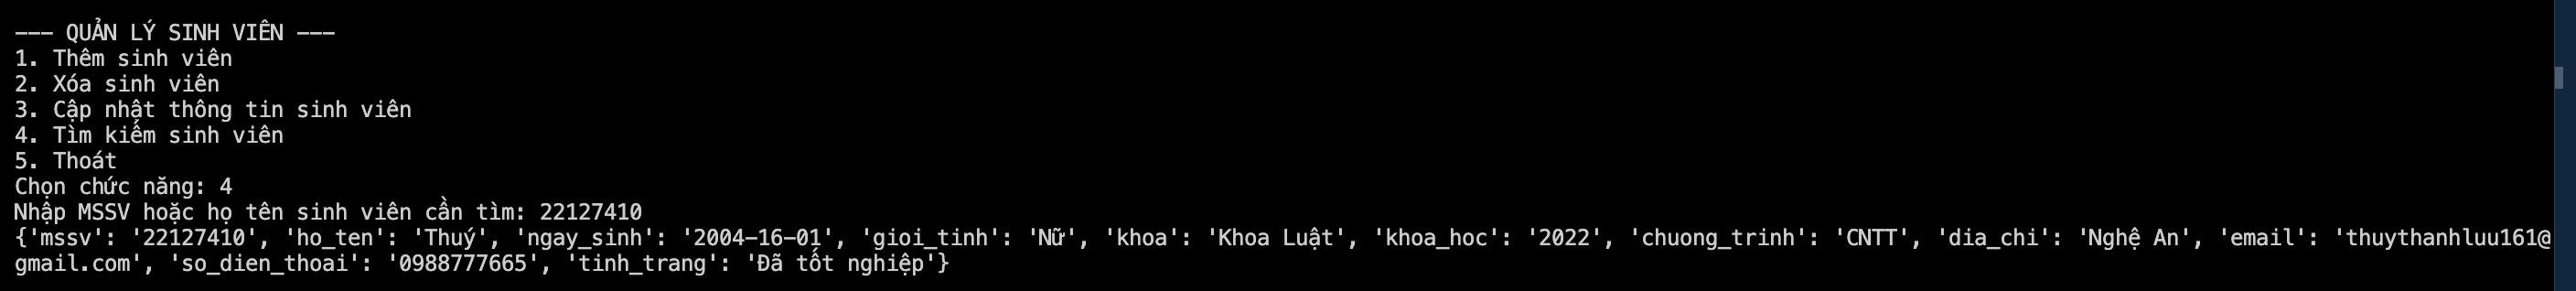 --- QUẢN LÝ SINH VIÊN ---
1. Thêm sinh viên
2. Xóa sinh viên
3. Cập nhật thông tin sinh viên
4. Tìm kiếm sinh viên
5. Thoát
Chọn chức năng: 4
Nhập MSSV hoặc họ tên sinh viên cần tìm: 22127410
{'mssv': '22127410', 'ho_ten': 'Thuý', 'ngay_sinh': '2004-16-01', 'gioi_tinh': 'Nữ', 'khoa': 'Khoa Luật', 'khoa_hoc': '2022', 'chuong_trinh': 'CNTT', 'dia_chi': 'Nghệ An', 'email': 'thuythanhluu161@
gmail.com', 'so_dien_thoai': '0988777665', 'tinh_trang': 'Đã tốt nghiệp'}